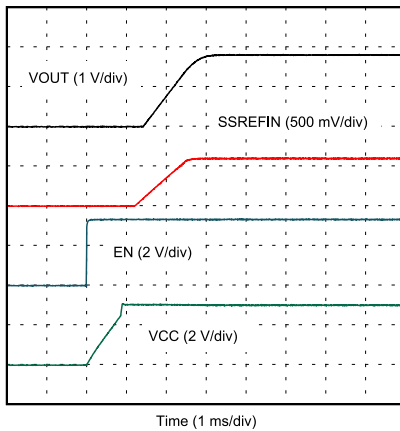 VOUT (1 V/div)
SSREFIN (500 mV/div)
EN (2 V/div)
VCC (2 V/div)
Time (1 ms/div)